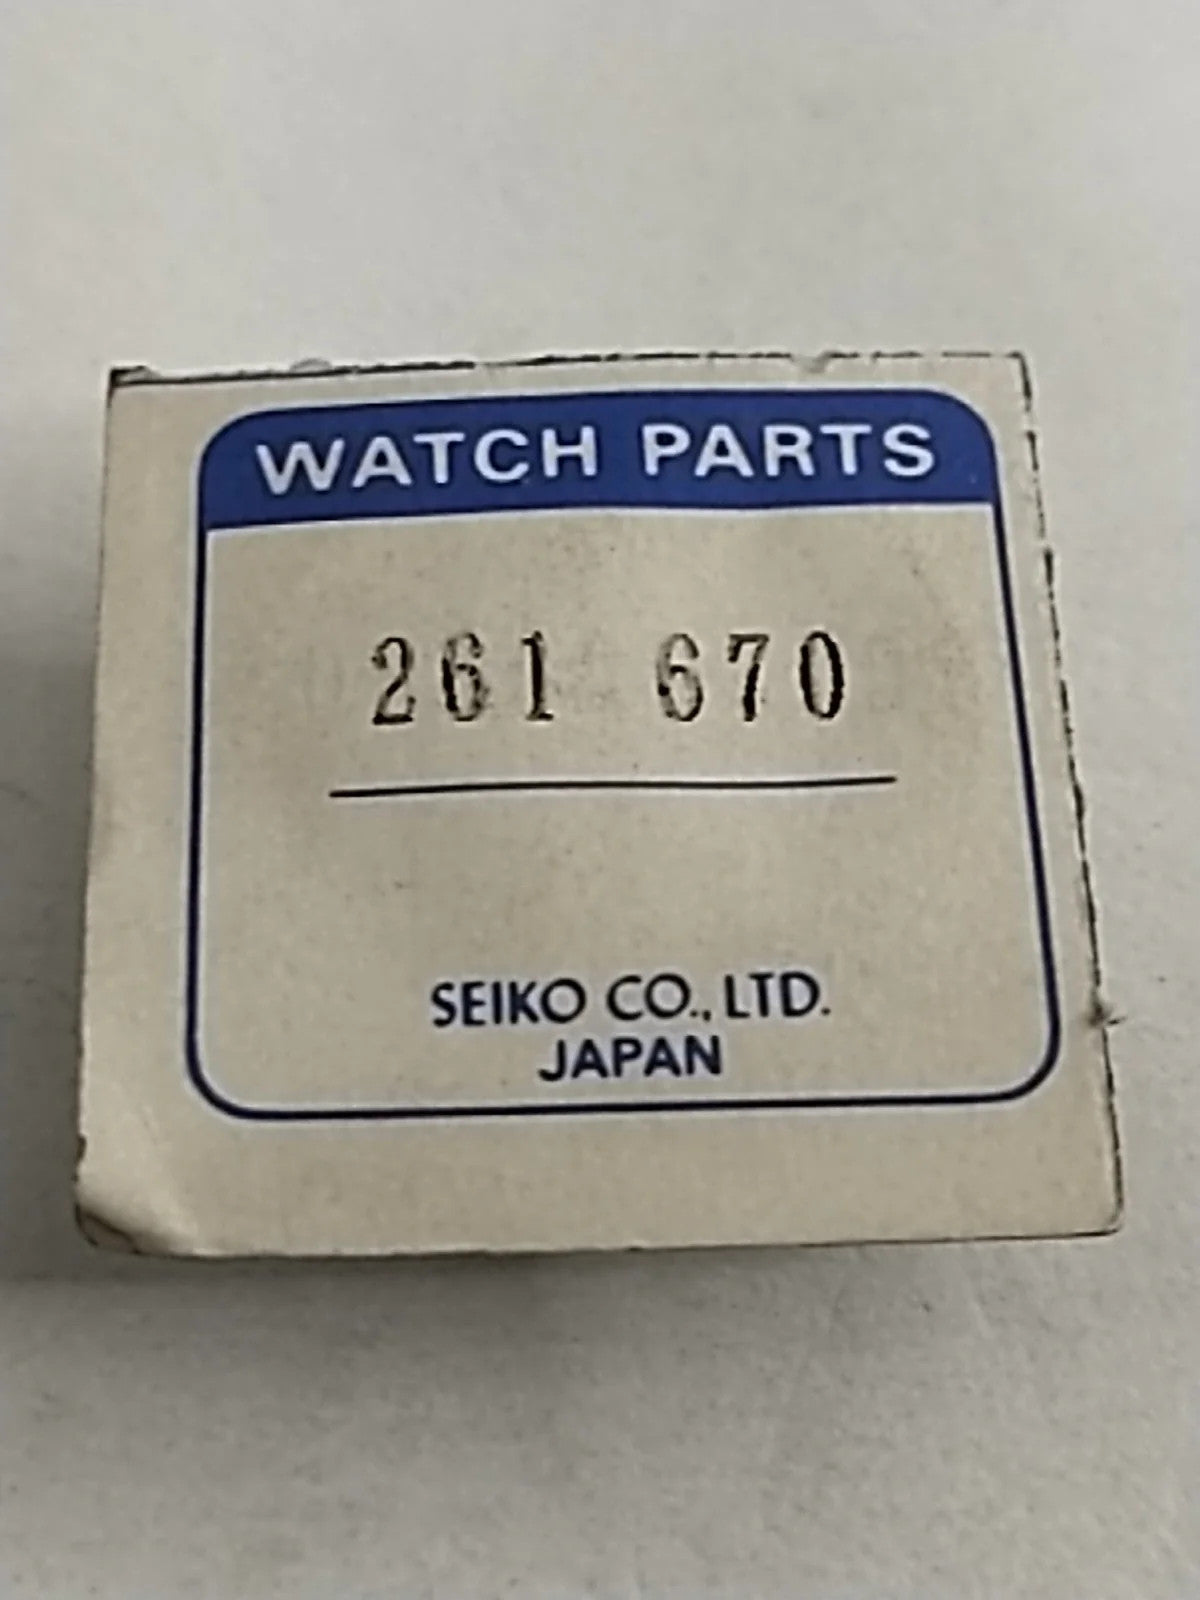 WATCH PARTS
261 670
SEIKO CO., LTD.
JAPAN